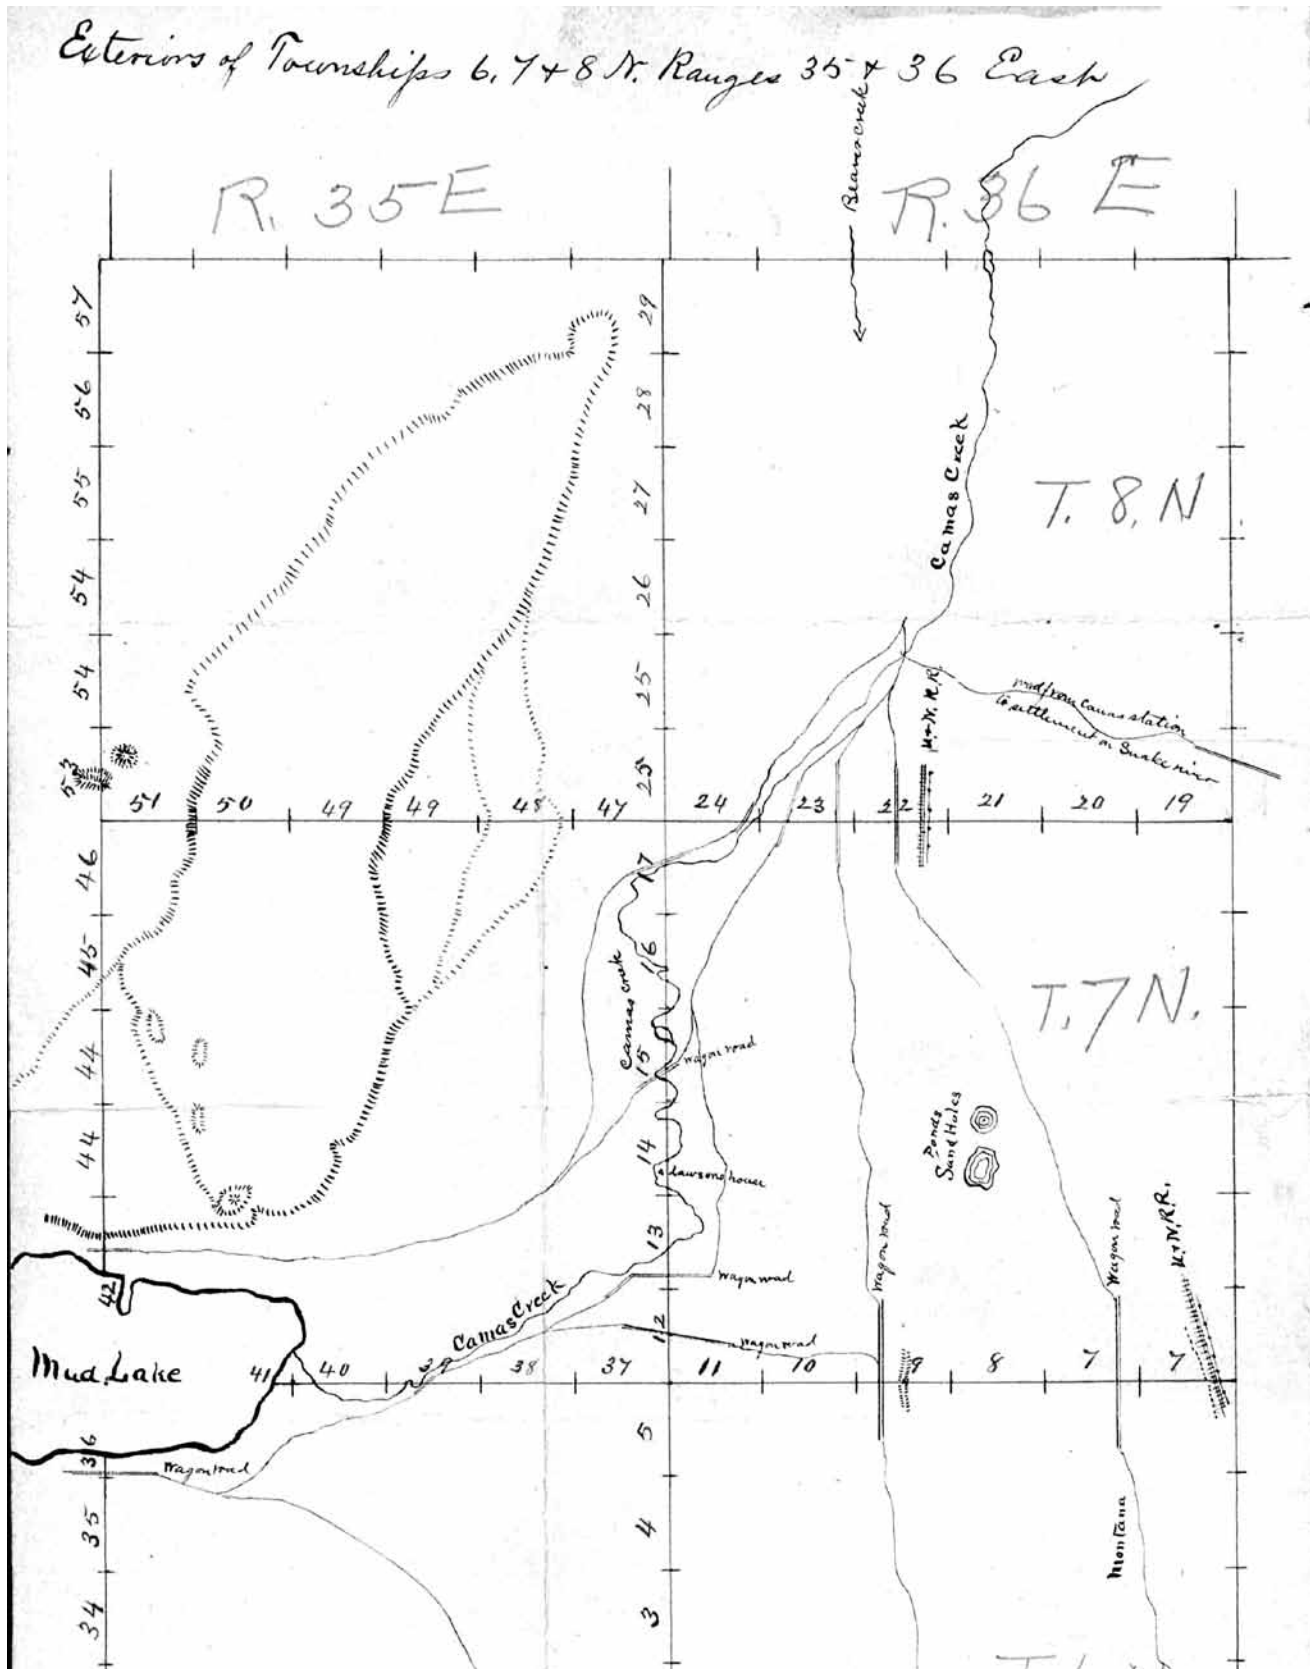 Exteriors of Townships 6, 7 & 8 N. Ranges 35 & 36 East
R. 35 E
Beaver creek
R. 36 E
57
29
56
28
Camas Creek
55
27
T. 8. N
54
26
54
25
U & N. R. R.
road from Camas station
to settlement on Snake river
53
25
51
50
49
49
48
47
24
23
22
21
20
19
46
17
45
16
Camas creek
T. 7 N.
44
15
Wagon road
44
14
Lawsons house
Ponds
Sand Holes
13
Wagon road
Wagon road
Wagon road
U & N. R. R.
42
Camas Creek
12
Wagon road
Mud Lake
41
40
39
38
37
11
10
9
8
7
7
36
Wagon road
5
35
4
Montana
34
3